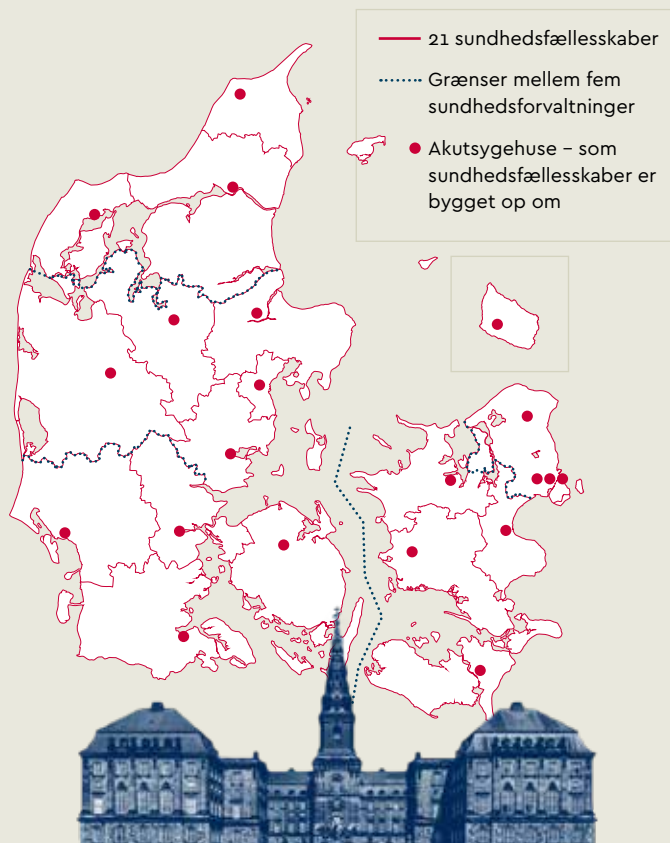 21 sundhedsfællesskaber
Grænser mellem fem
sundhedsforvaltninger
Akutsygehuse – som
sundhedsfællesskaber er
bygget op om